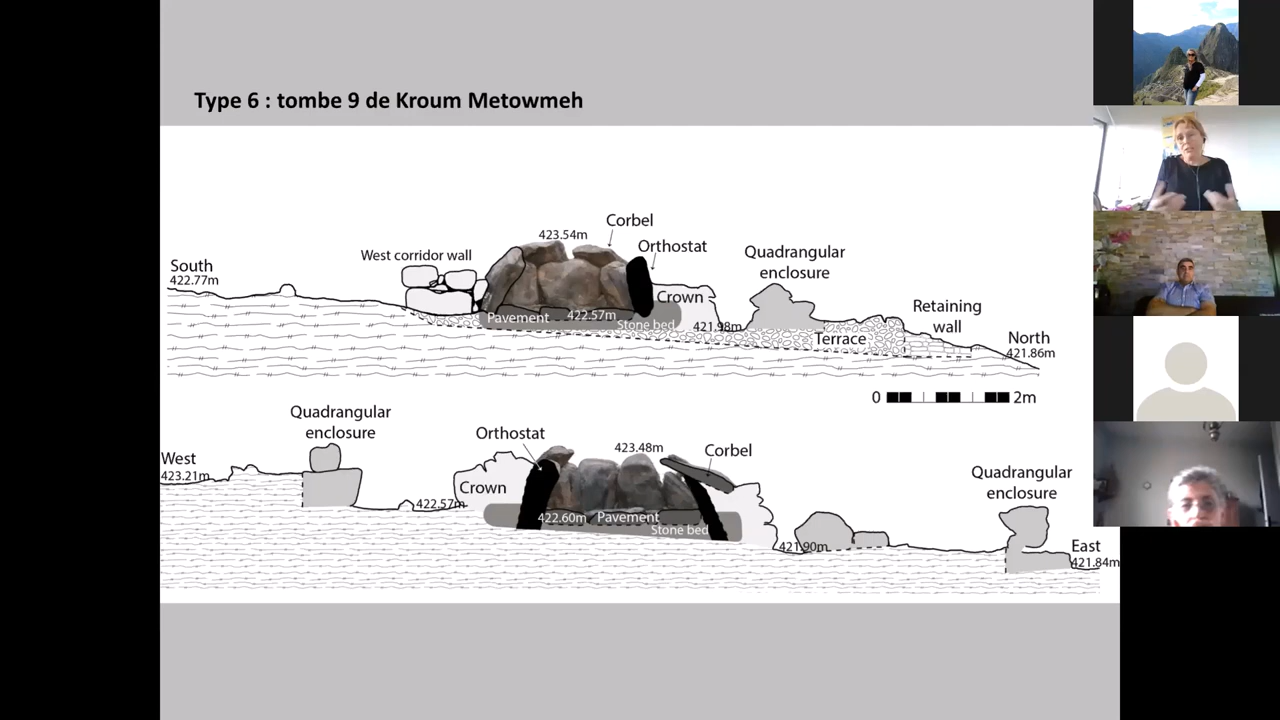 Type 6 : tombe 9 de Kroum Metowmeh
Corbel
423.54m
Orthostat
West corridor wall
Quadrangular
enclosure
South
422.77m
Crown
Retaining
wall
Pavement
422.57m
Stone bed
421.98m
Terrace
North
421.86m
0
2m
Quadrangular
enclosure
Orthostat
423.48m
Corbel
West
423.21m
Quadrangular
enclosure
Crown
422.57m
422.60m
Pavement
Stone bed
421.90m
East
421.84m